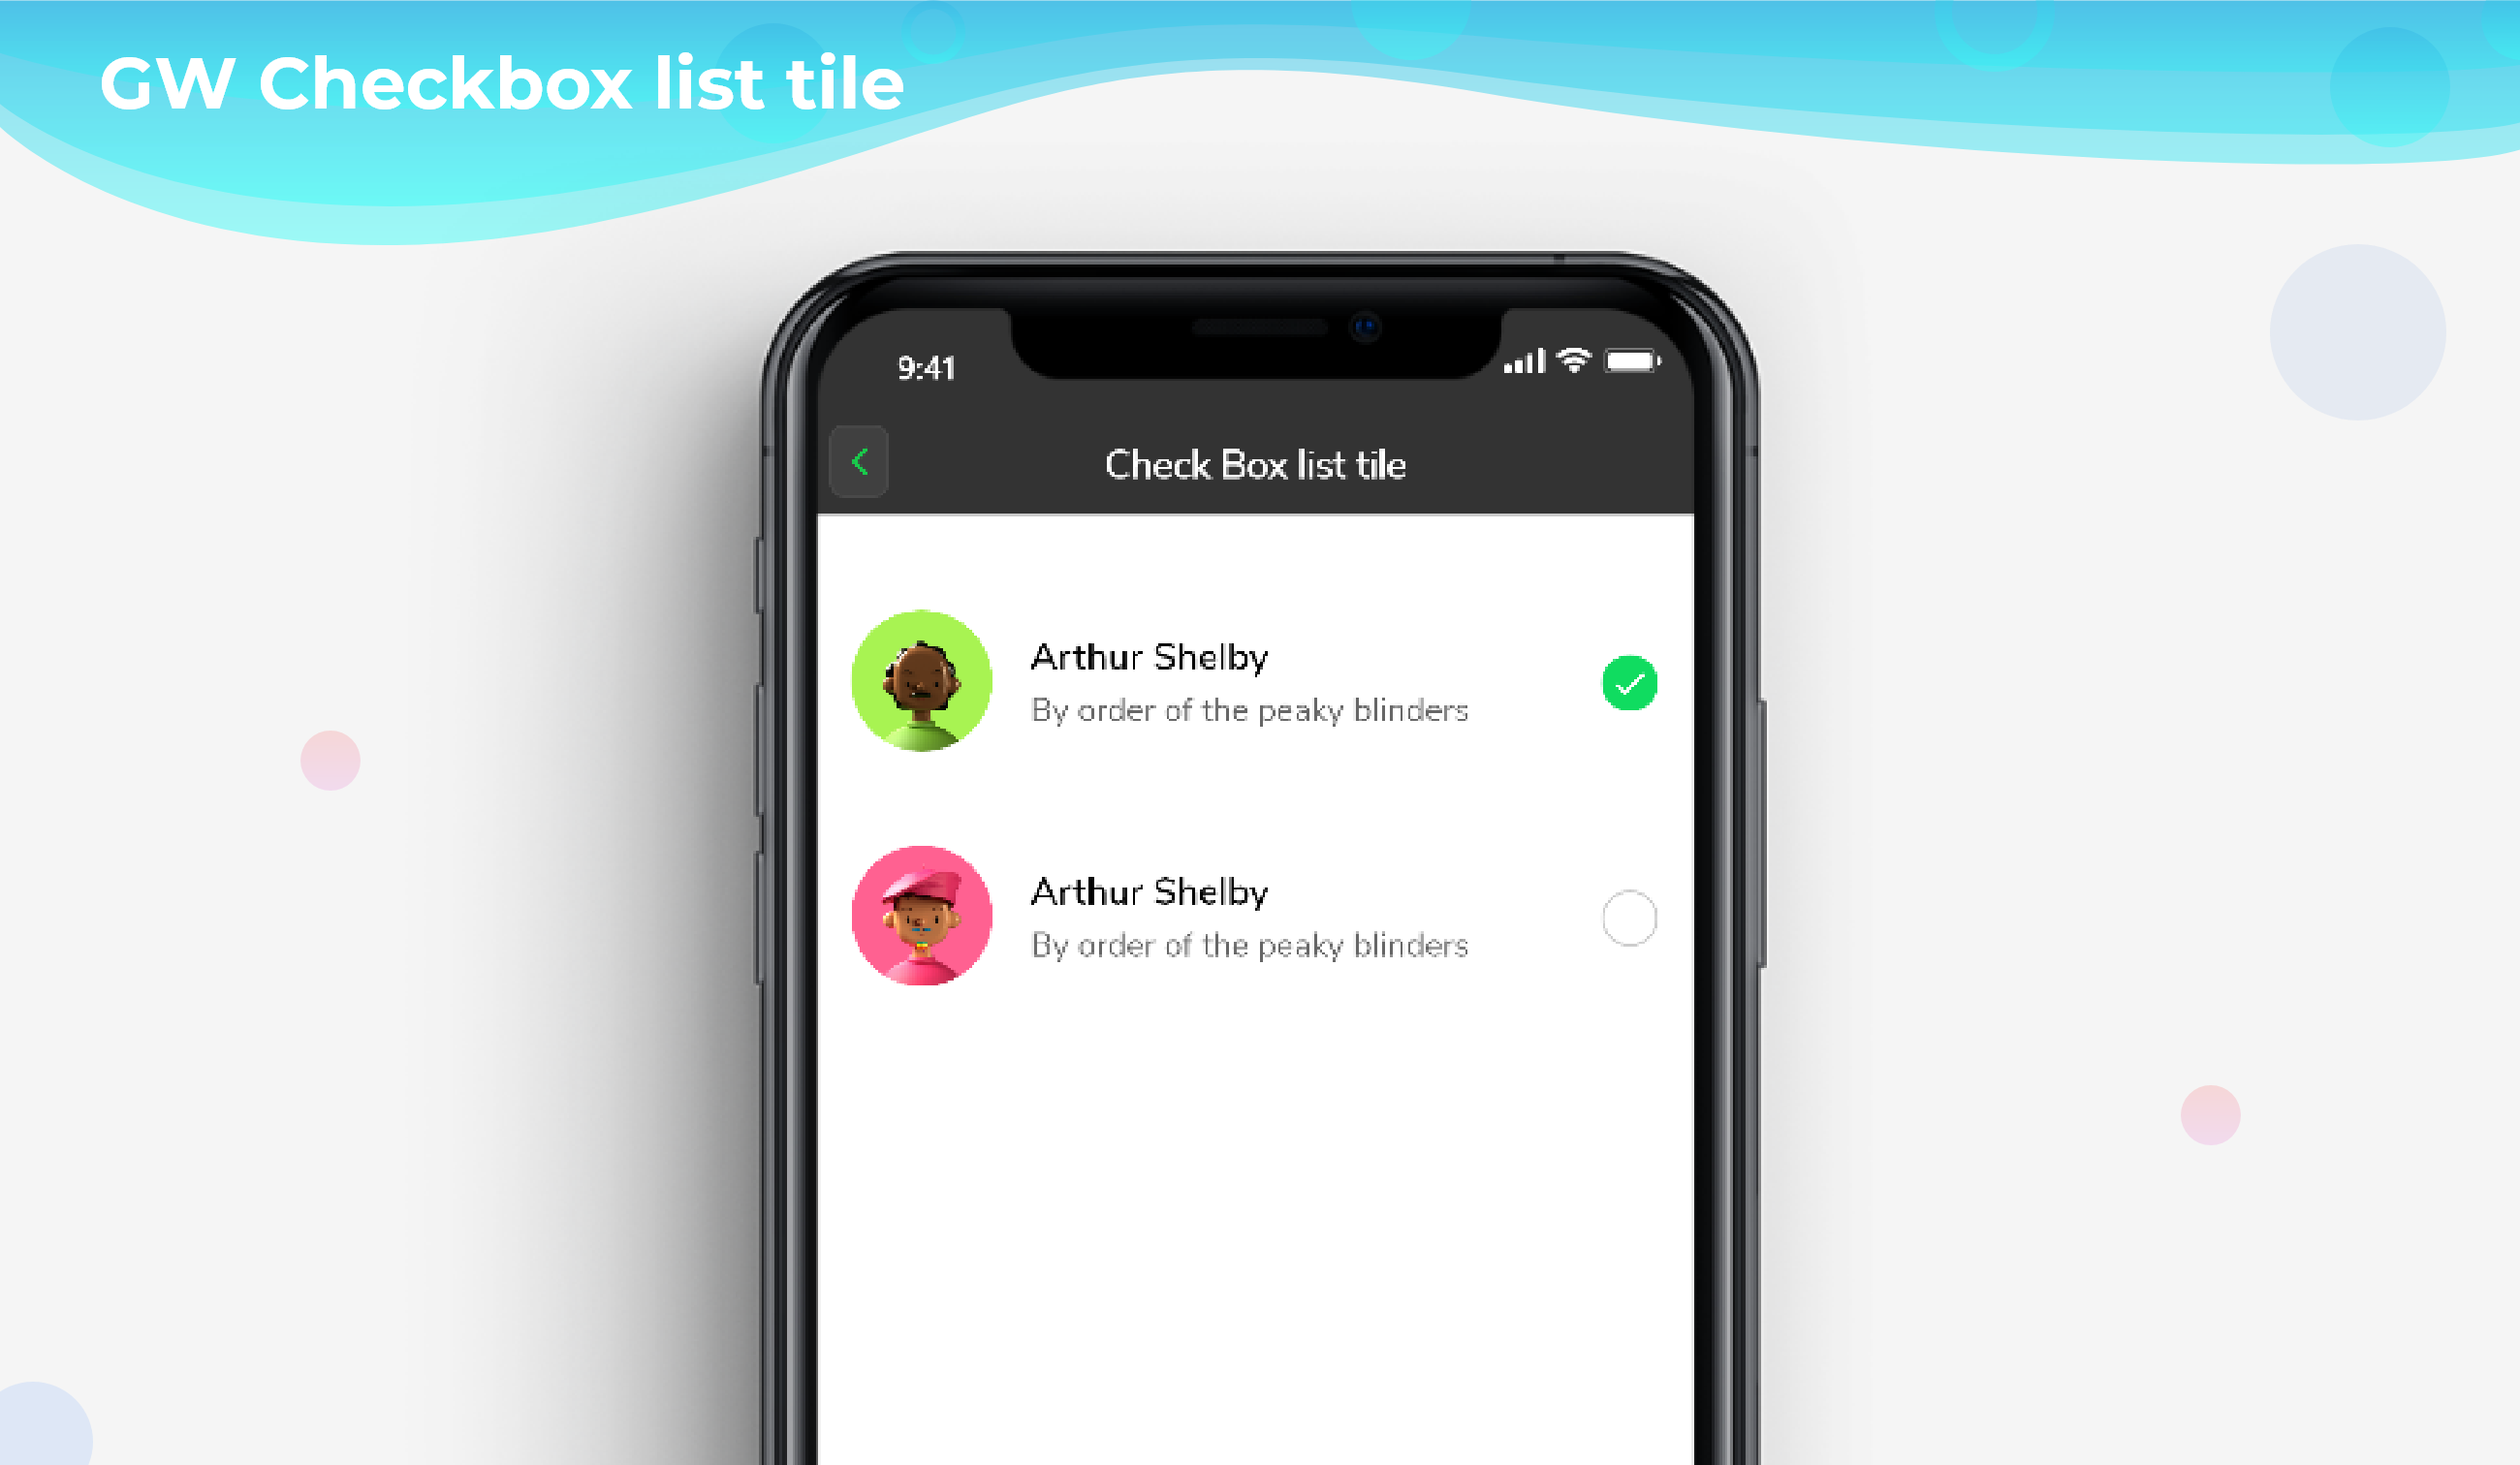 GW Checkbox list tile
9:41
Check Box list tile
Arthur Shelby
By order of the peaky blinders
Arthur Shelby
By order of the peaky blinders